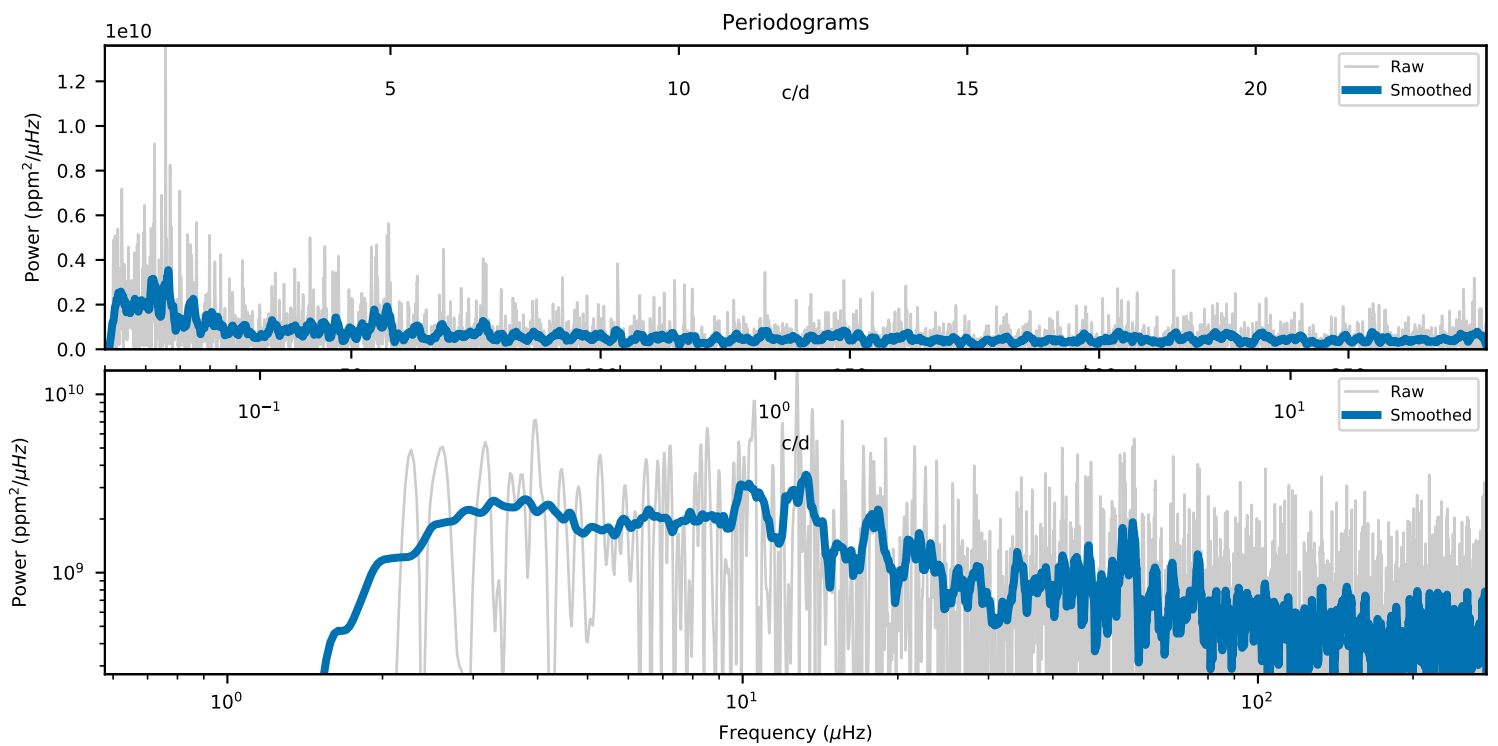 Periodograms
1e10
1.2
1.0
0.8
0.6
0.4
0.2
0.0
Power (ppm²/μHz)
5
10
15
20
c/d
Raw
Smoothed
10¹⁰
10⁹
Power (ppm²/μHz)
10⁻¹
10⁰
10¹
c/d
Raw
Smoothed
10⁰
10¹
10²
Frequency (μHz)